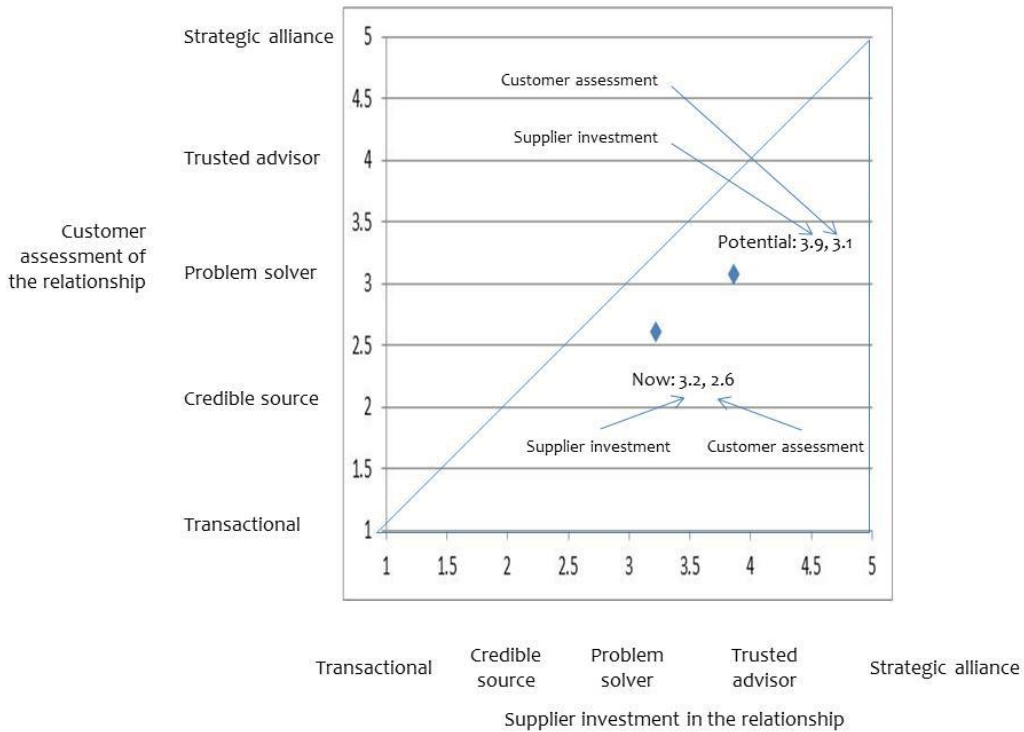 Strategic alliance
5
Customer assessment
4.5
Supplier investment
Trusted advisor
4
3.5
Customer
assessment of
the relationship
Potential: 3.9, 3.1
Problem solver
3
2.5
Now: 3.2, 2.6
Credible source
2
Supplier investment
Customer assessment
1.5
Transactional
1
1 1.5 2 2.5 3 3.5 4 4.5 5
Transactional
Credible
source
Problem
solver
Trusted
advisor
Strategic alliance
Supplier investment in the relationship